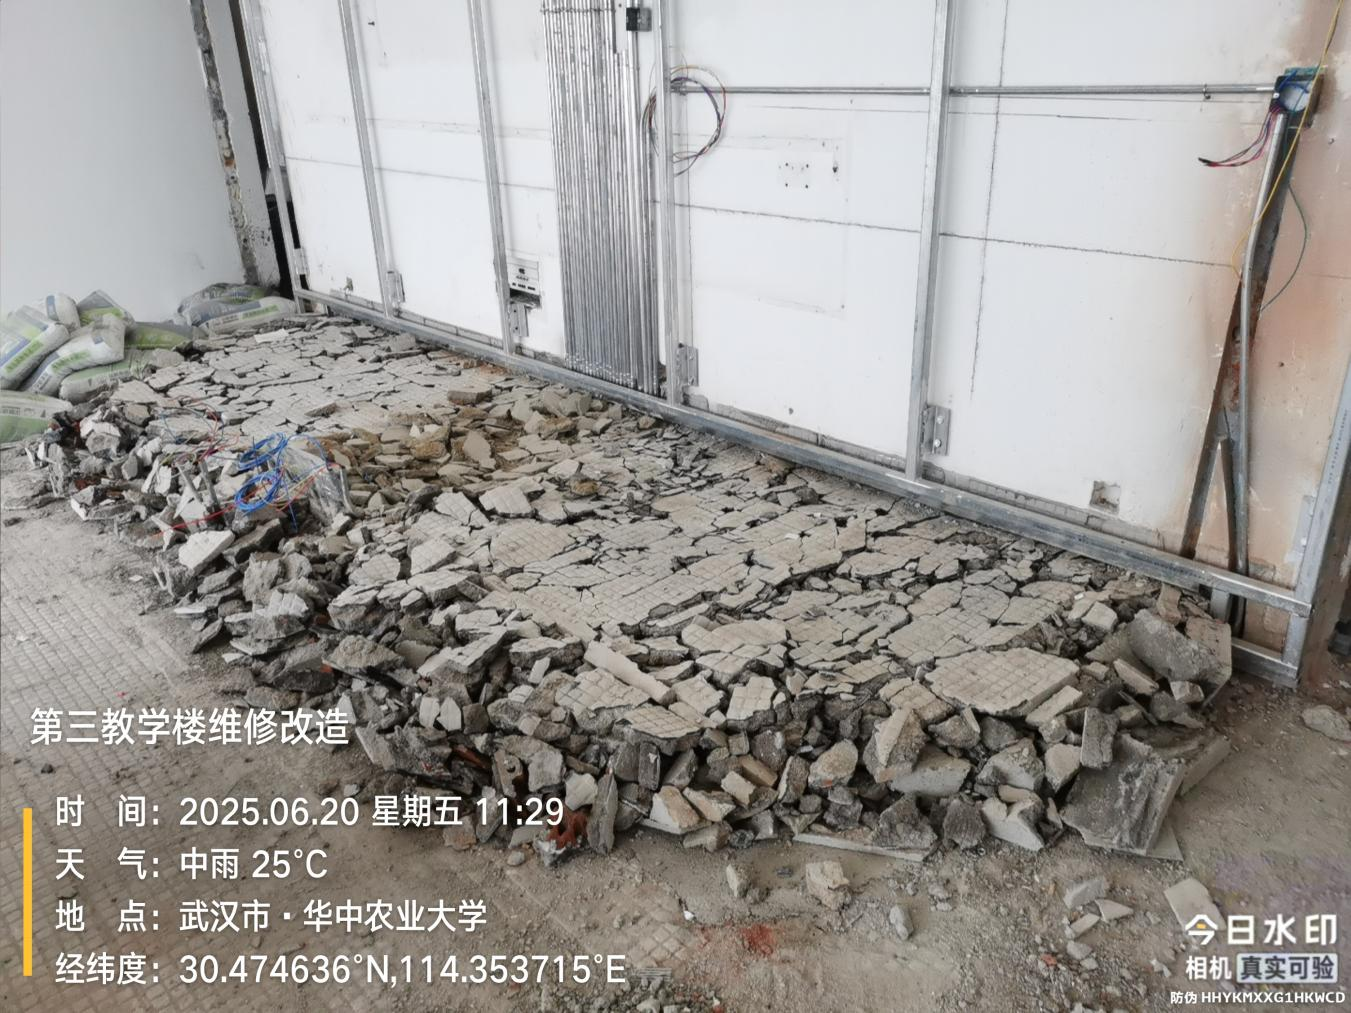 第三教学楼维修改造
时 间：2025.06.20 星期五 11:29
天 气：中雨 25°C
地 点：武汉市·华中农业大学
经纬度：30.474636°N,114.353715°E
今日水印
相机 真实可验
防伪 HHYKMXXG1HKWCD